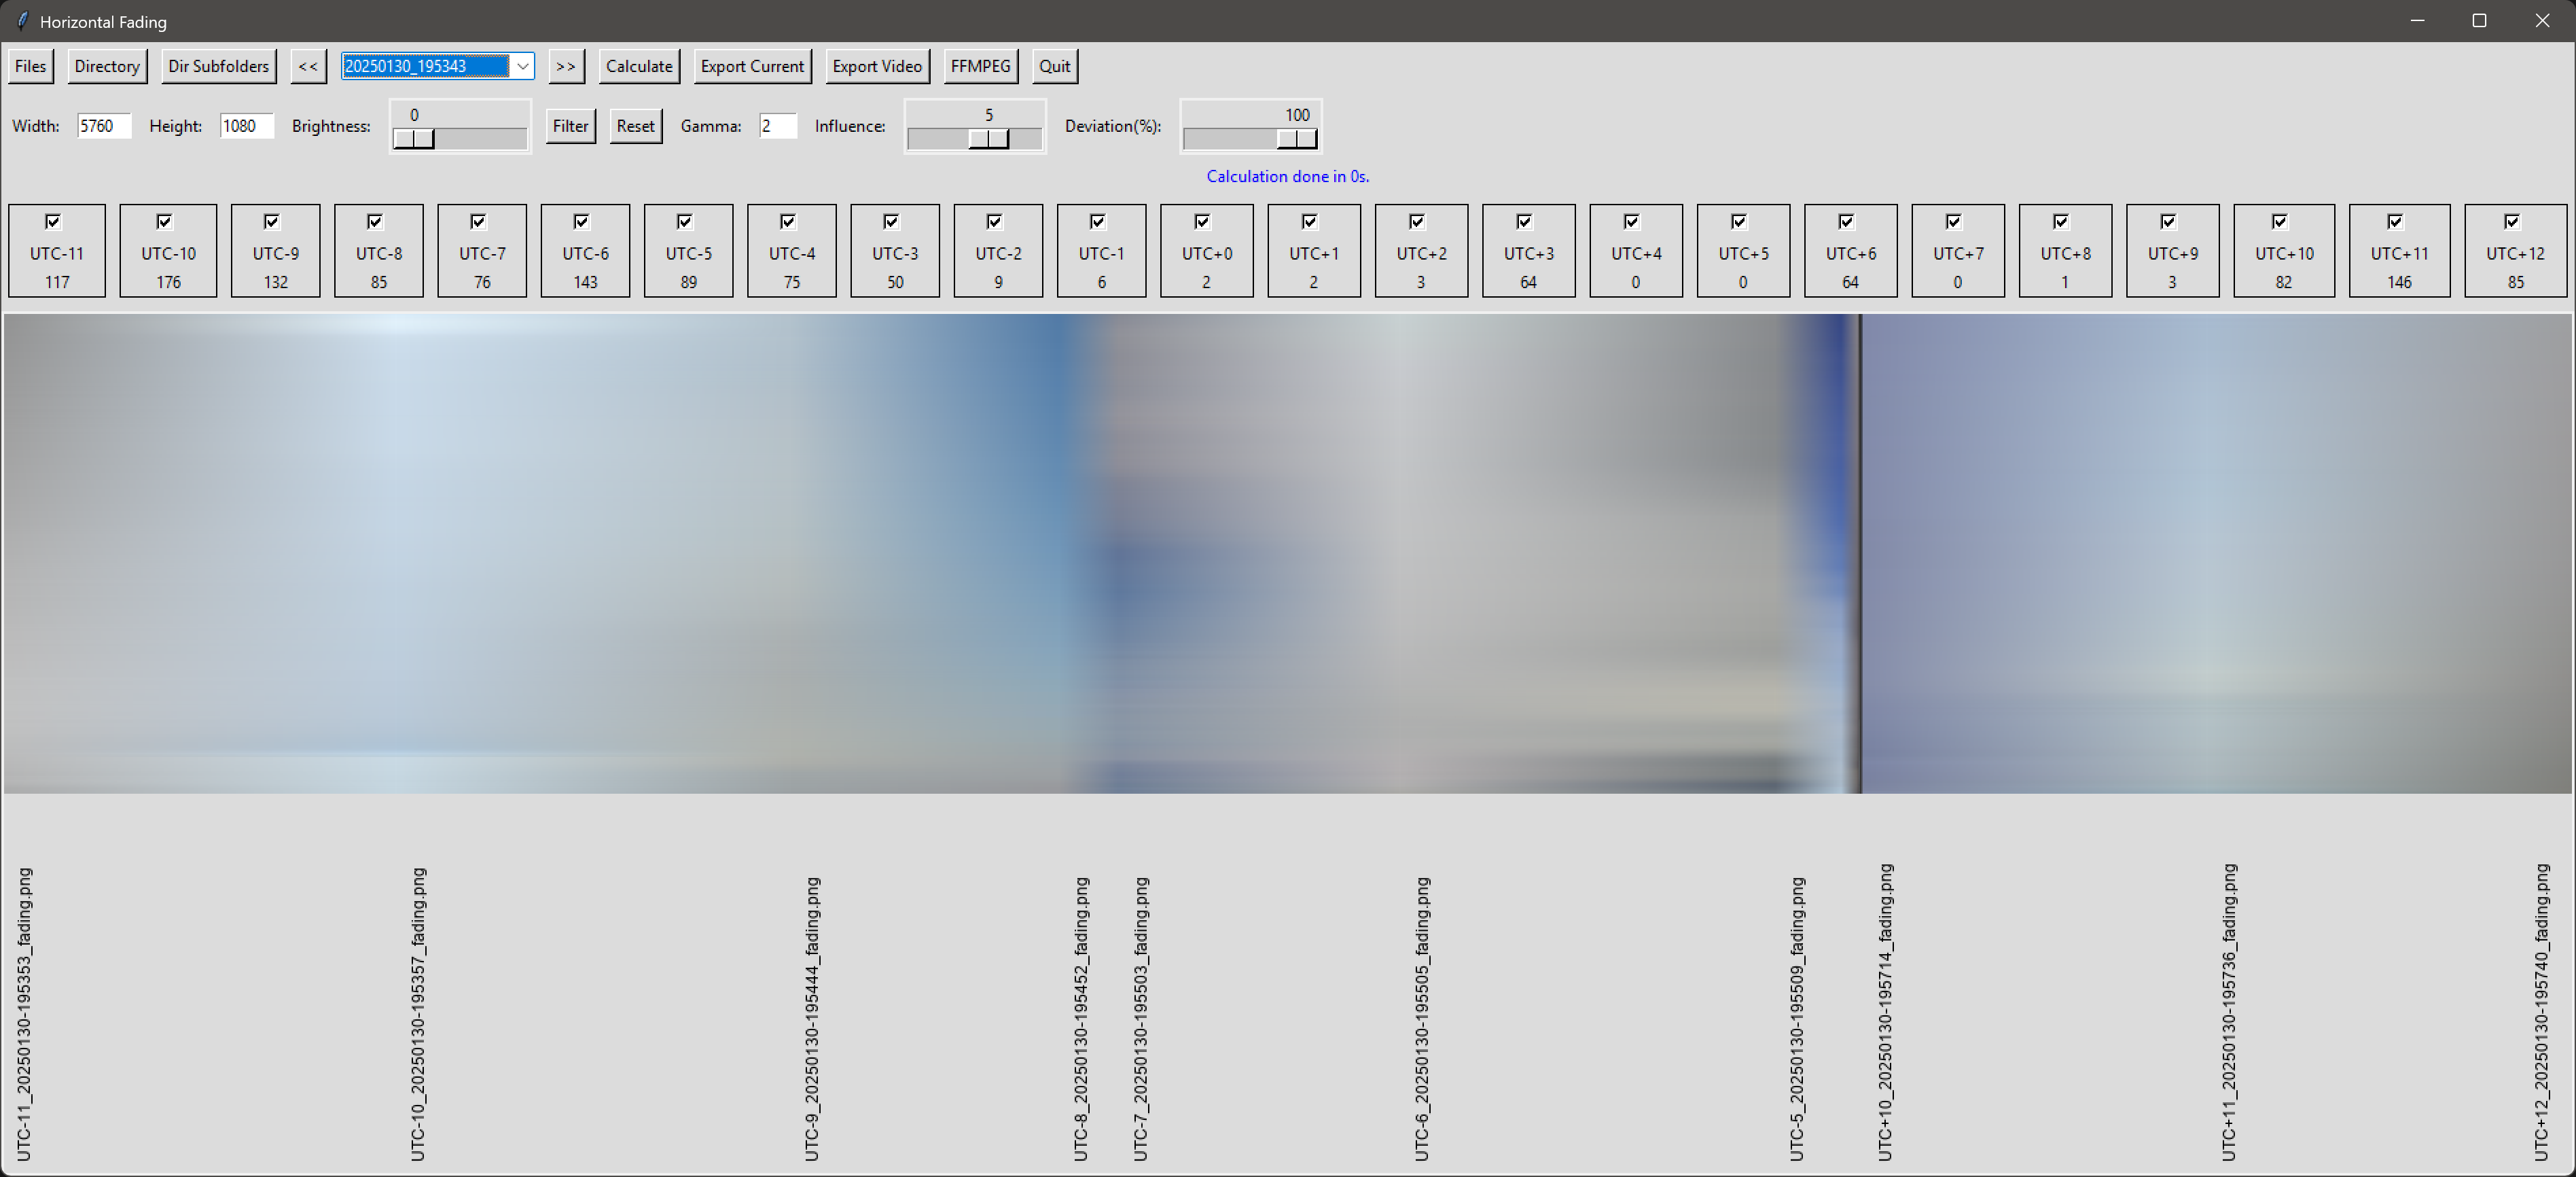 Horizontal Fading
Files Directory Dir Subfolders << 20250130_195343 >> Calculate Export Current Export Video FFMPEG Quit
Width: 5760 Height: 1080 Brightness: 0 Filter Reset Gamma: 2 Influence: 5 Deviation(%): 100
Calculation done in 0s.
UTC-11 UTC-10 UTC-9 UTC-8 UTC-7 UTC-6 UTC-5 UTC-4 UTC-3 UTC-2 UTC-1 UTC+0 UTC+1 UTC+2 UTC+3 UTC+4 UTC+5 UTC+6 UTC+7 UTC+8 UTC+9 UTC+10 UTC+11 UTC+12
117 176 132 85 76 143 89 75 50 9 6 2 2 3 64 0 0 64 0 1 3 82 146 85
UTC-11_20250130-195353_fading.png
UTC-10_20250130-195357_fading.png
UTC-9_20250130-195444_fading.png
UTC-8_20250130-195452_fading.png
UTC-7_20250130-195503_fading.png
UTC-6_20250130-195505_fading.png
UTC-5_20250130-195509_fading.png
UTC+10_20250130-195714_fading.png
UTC+11_20250130-195736_fading.png
UTC+12_20250130-195740_fading.png